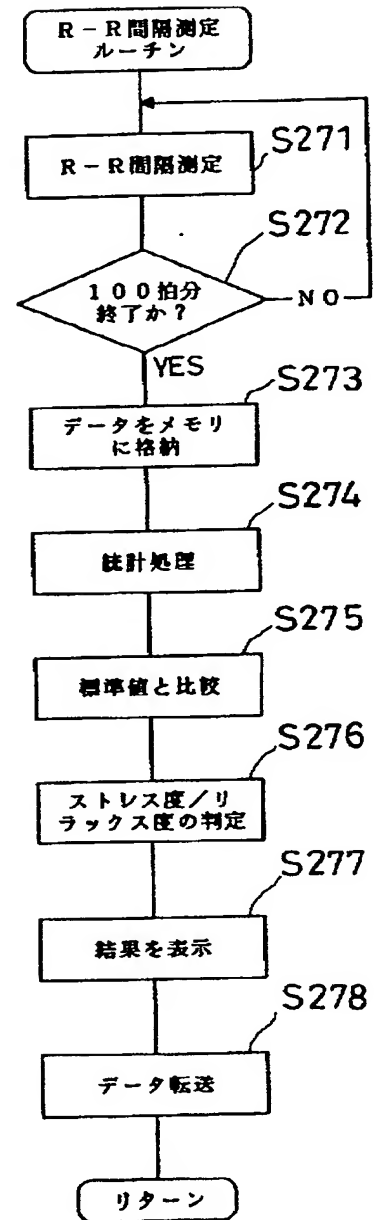 R－R間隔測定
ルーチン
S271
R－R間隔測定
S272
100拍分
終了か？
NO
YES
S273
データをメモリ
に格納
S274
統計処理
S275
標準値と比較
S276
ストレス度／リ
ラックス度の判定
S277
結果を表示
S278
データ転送
リターン